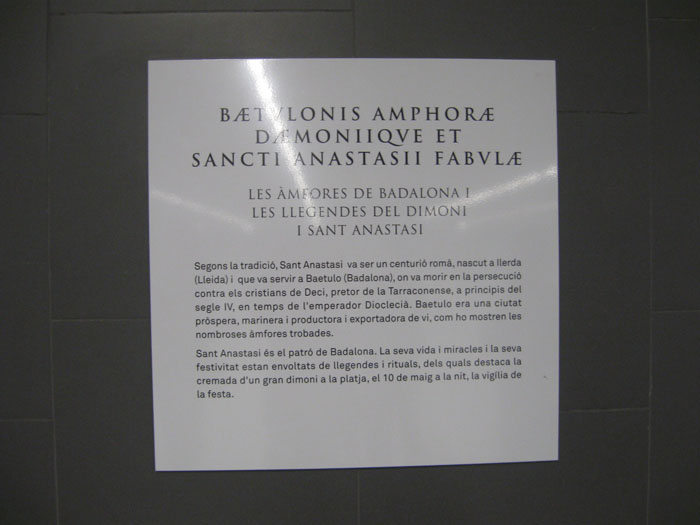 BÆTVLONIS AMPHORÆ
DÆMONIIQVE ET
SANCTI ANASTASII FABVLÆ
LES ÀMFORES DE BADALONA I
LES LLEGENDES DEL DIMONI
I SANT ANASTASI
Segons la tradició, Sant Anastasi va ser un centurió romà, nascut a Ilerda
(Lleida) i que va servir a Baetulo (Badalona), on va morir en la persecució
contra els cristians de Deci, pretor de la Tarraconense, a principis del
segle IV, en temps de l'emperador Dioclecià. Baetulo era una ciutat
pròspera, marinera i productora i exportadora de vi, com ho mostren les
nombroses àmfores trobades.
Sant Anastasi és el patró de Badalona. La seva vida i miracles i la seva
festivitat estan envoltats de llegendes i rituals, dels quals destaca la
cremada d'un gran dimoni a la platja, el 10 de maig a la nit, la vigília de
la festa.